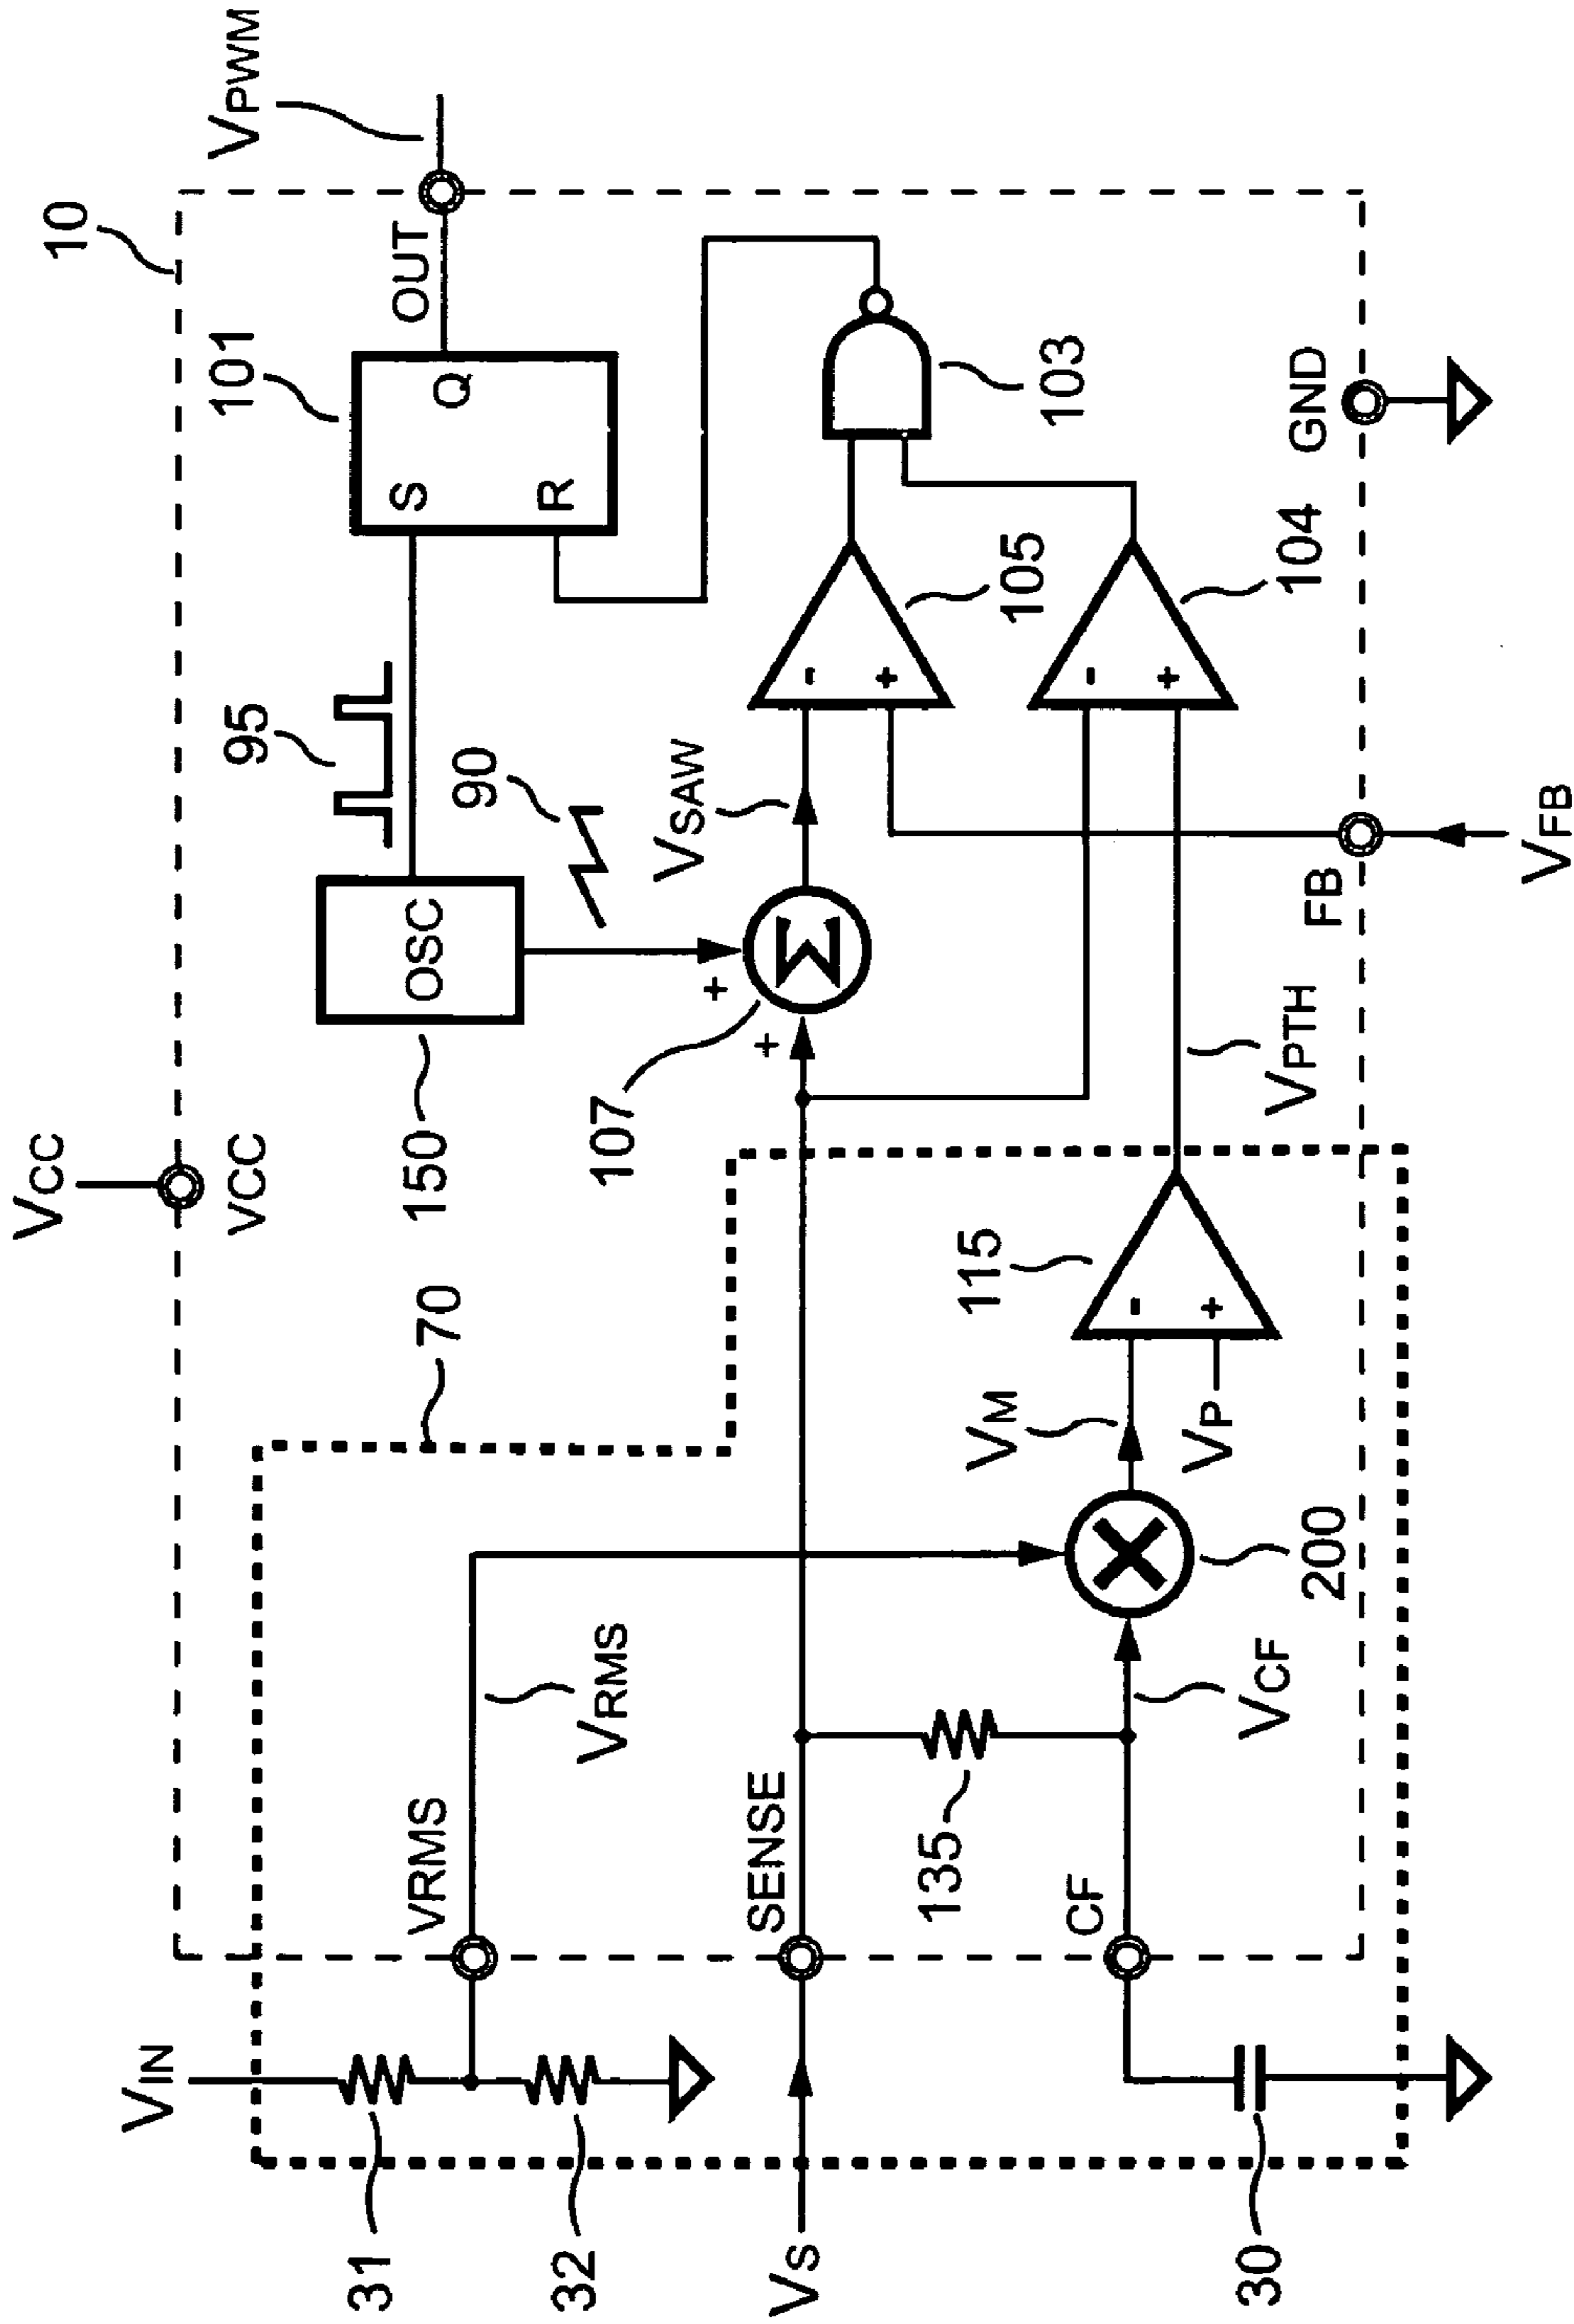 VCC
10
VPWM
VCC
101
OUT
S
Q
R
95
OSC
150
90
107
+
+
Σ
VSAW
105
-
+
103
104
-
+
VPTH
FB
VFB
GND
70
VIN
31
32
VRMS
VRMS
VS
SENSE
135
CF
VCF
30
200
VM
VP
115
-
+